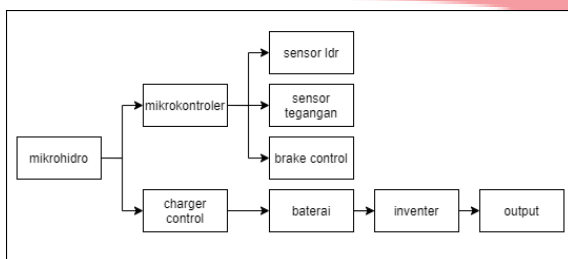 sensor ldr
mikrokontroler
sensor
tegangan
mikrohidro
brake control
charger
control
baterai
inventer
output